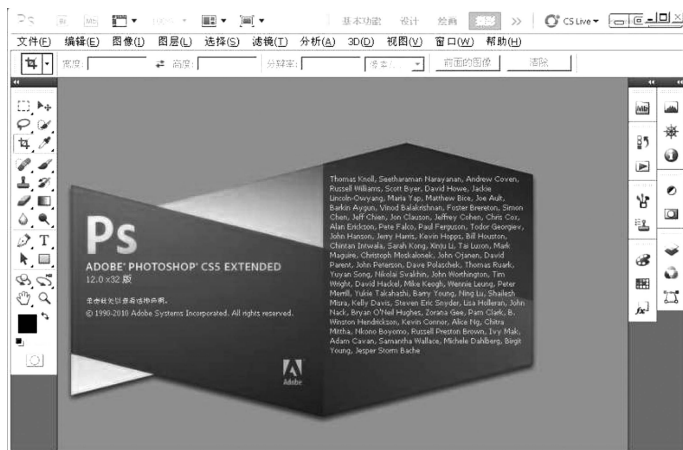 Ps
Br
Mb
100%
基本功能 设计 绘画 摄影 >>
CS Live
文件(F) 编辑(E) 图像(I) 图层(L) 选择(S) 滤镜(T) 分析(A) 3D(D) 视图(V) 窗口(W) 帮助(H)
宽度: 高度: 分辨率: 前面的图像 清除
Mb
Ps
ADOBE® PHOTOSHOP® CS5 EXTENDED
12.0 x32 版
© 1990-2010 Adobe Systems Incorporated. All rights reserved.
Adobe
Thomas Knoll, Seetharaman Narayanan, Andrew Coven,
Russell Williams, Scott Byer, David Howe, Jackie
Lincoln-Owyang, Maria Yap, Matthew Bice, Joe Ault,
Barkin Aygun, Vinod Balakrishnan, Foster Brereton, Simon
Chen, Jeff Chien, Jon Clauson, Jeffrey Cohen, Chris Cox,
Alan Erickson, Pete Falco, Paul Ferguson, Todor Georgiev,
John Hanson, Jerry Harris, Kevin Hopps, Bill Houston,
Chintan Intwala, Sarah Kong, Xinju Li, Tai Luxon, Mark
Maguire, Christoph Moskalonek, John Ojanen, David
Parent, John Peterson, Dave Polaschek, Thomas Ruark,
Yuyan Song, Nikolai Svakhin, John Worthington, Tim
Wright, David Hackel, Mike Keogh, Wennie Leung, Peter
Merrill, Yukie Takahashi, Barry Young, Ning Lu, Shailesh
Misra, Kelly Davis, Steven Eric Snyder, Lisa Holleran, John
Nack, Bryan O'Neil Hughes, Zorana Gee, Pam Clark, B.
Winston Hendrickson, Kevin Connor, Alice Ng, Chitra
Mittha, Nkono Boyomo, Russell Preston Brown, Ivy Mak,
Adam Cavan, Samantha Wallace, Michele Dahlberg, Birgit
Young, Jesper Storm Bache